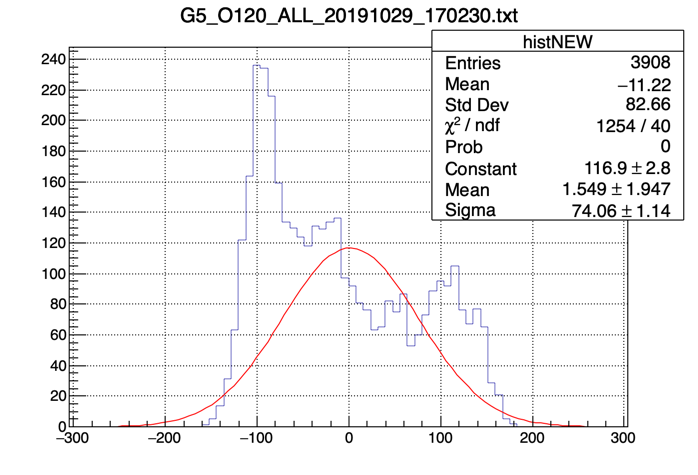 G5_O120_ALL_20191029_170230.txt
histNEW
Entries 3908
Mean −11.22
Std Dev 82.66
χ² / ndf 1254 / 40
Prob 0
Constant 116.9 ± 2.8
Mean 1.549 ± 1.947
Sigma 74.06 ± 1.14
240
220
200
180
160
140
120
100
80
60
40
20
0
−300 −200 −100 0 100 200 300